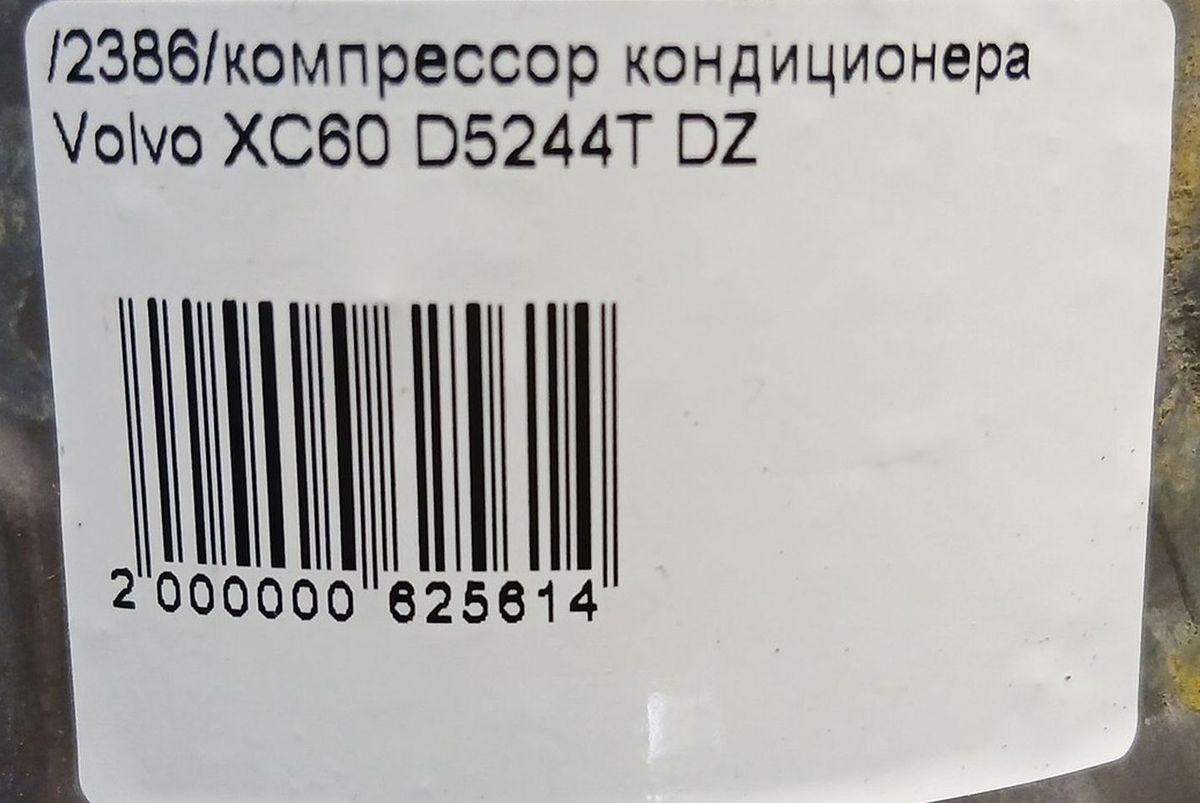 /2386/компрессор кондиционера
Volvo XC60 D5244T DZ
2 000000 625614